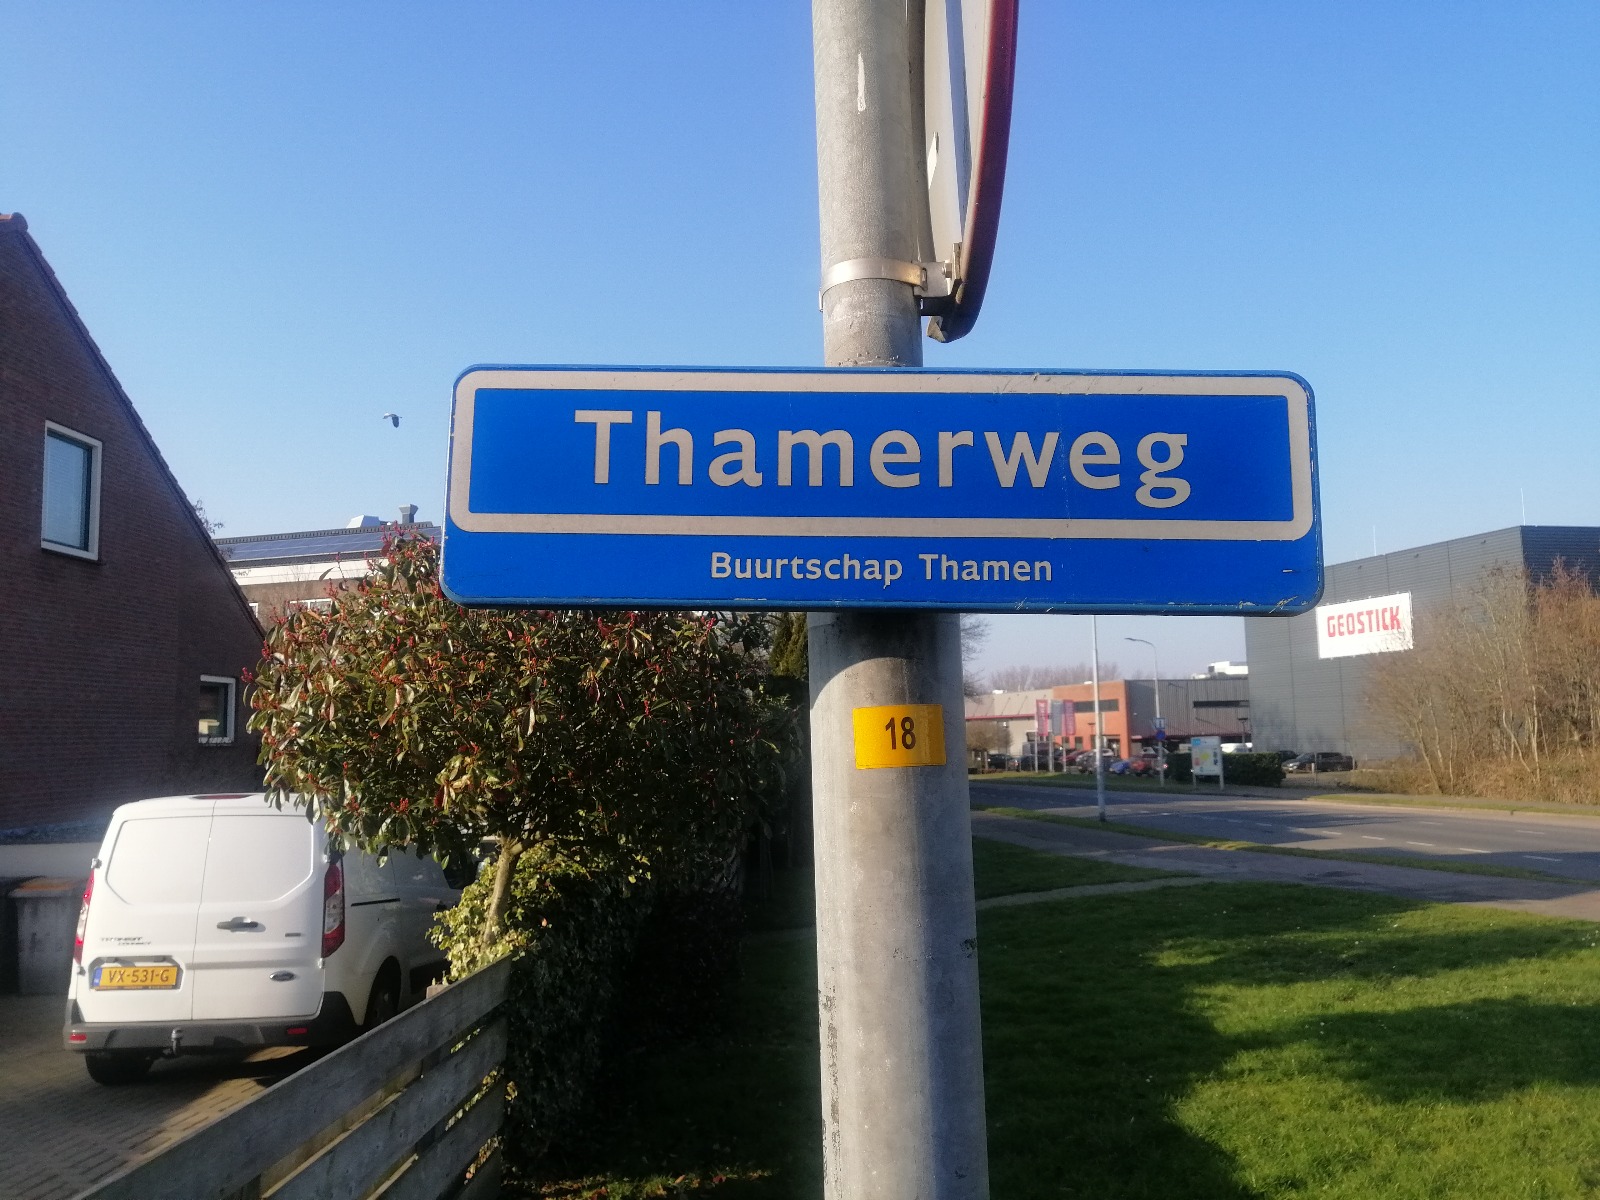 Thamerweg
Buurtschap Thamen
GEOSTICK
18
VX-531-G